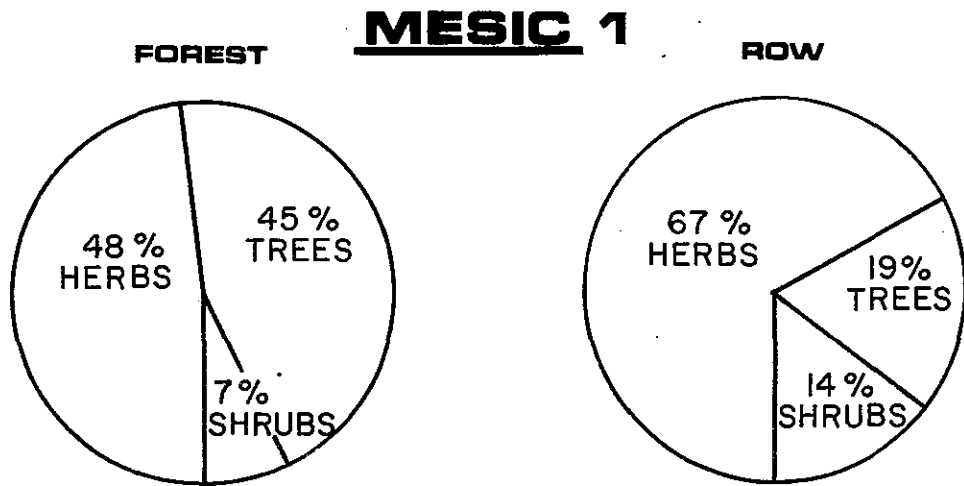 MESIC 1
FOREST
48 %
HERBS
45 %
TREES
7%
SHRUBS
ROW
67 %
HERBS
19%
TREES
14 %
SHRUBS